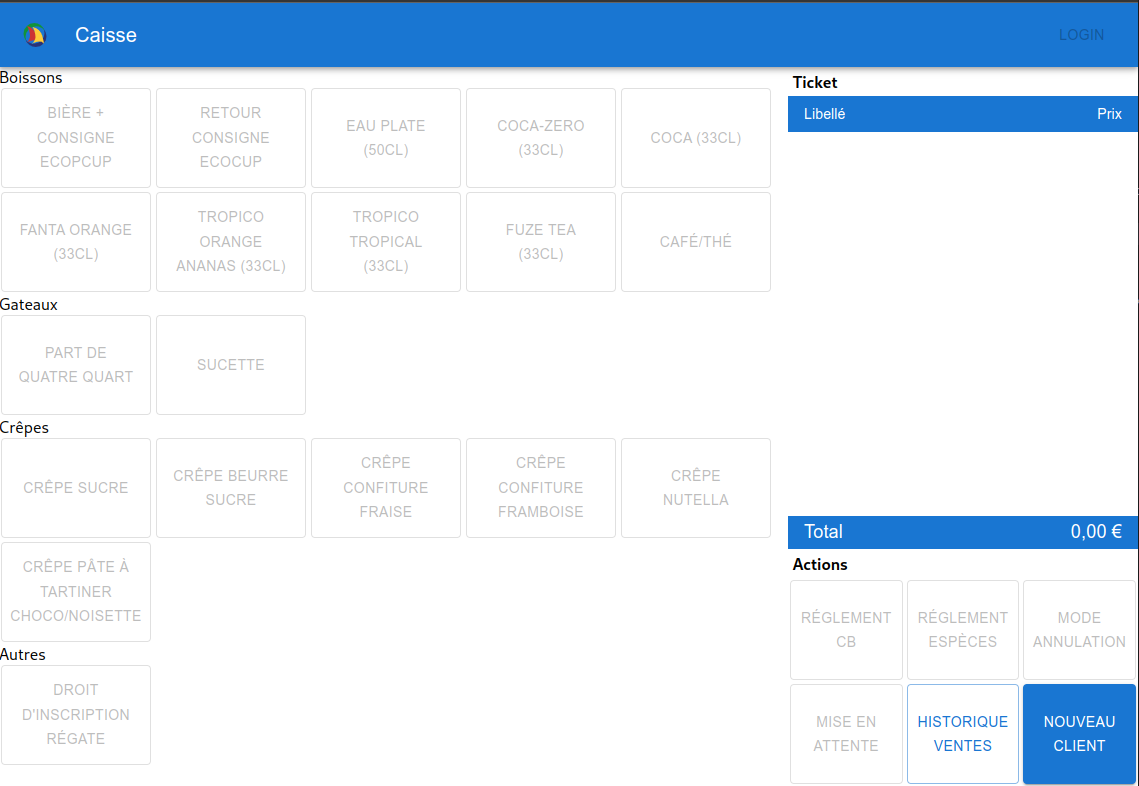 Caisse
LOGIN
Boissons
BIÈRE +
CONSIGNE
ECOPCUP
RETOUR
CONSIGNE
ECOCUP
EAU PLATE
(50CL)
COCA-ZERO
(33CL)
COCA (33CL)
FANTA ORANGE
(33CL)
TROPICO
ORANGE
ANANAS (33CL)
TROPICO
TROPICAL
(33CL)
FUZE TEA
(33CL)
CAFÉ/THÉ
Gateaux
PART DE
QUATRE QUART
SUCETTE
Crêpes
CRÊPE SUCRE
CRÊPE BEURRE
SUCRE
CRÊPE
CONFITURE
FRAISE
CRÊPE
CONFITURE
FRAMBOISE
CRÊPE
NUTELLA
CRÊPE PÂTE À
TARTINER
CHOCO/NOISETTE
Autres
DROIT
D'INSCRIPTION
RÉGATE
Ticket
Libellé Prix
Total 0,00 €
Actions
RÉGLEMENT
CB
RÉGLEMENT
ESPÈCES
MODE
ANNULATION
MISE EN
ATTENTE
HISTORIQUE
VENTES
NOUVEAU
CLIENT